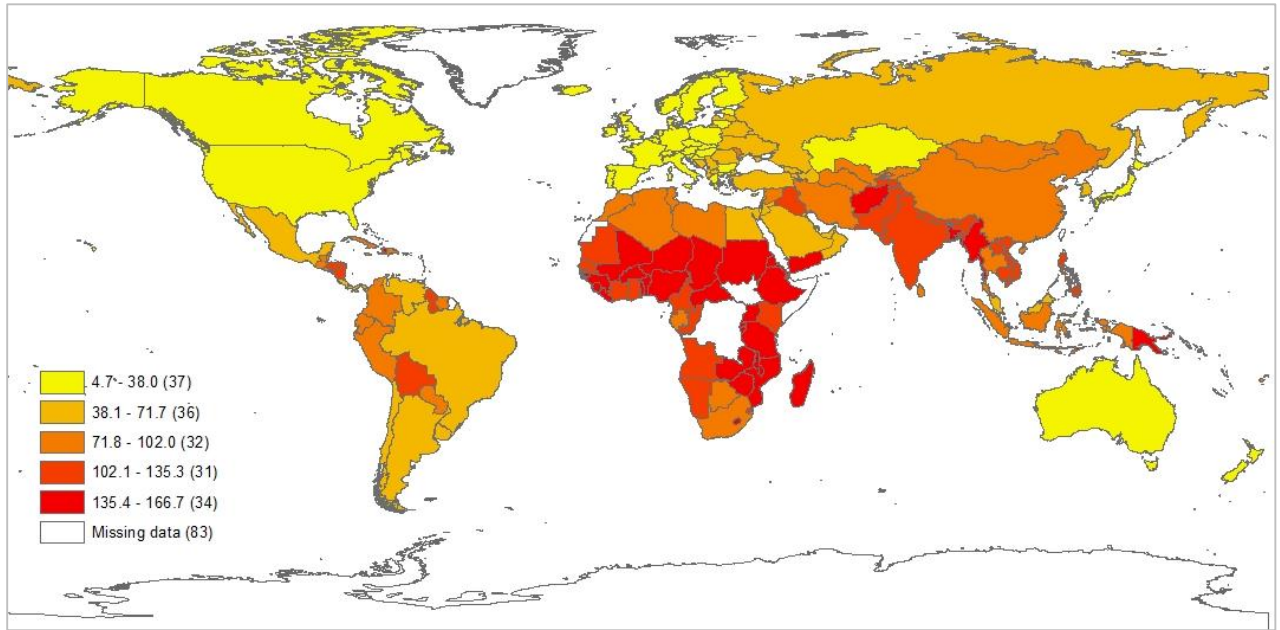 4.7 - 38.0 (37)
38.1 - 71.7 (36)
71.8 - 102.0 (32)
102.1 - 135.3 (31)
135.4 - 166.7 (34)
Missing data (83)